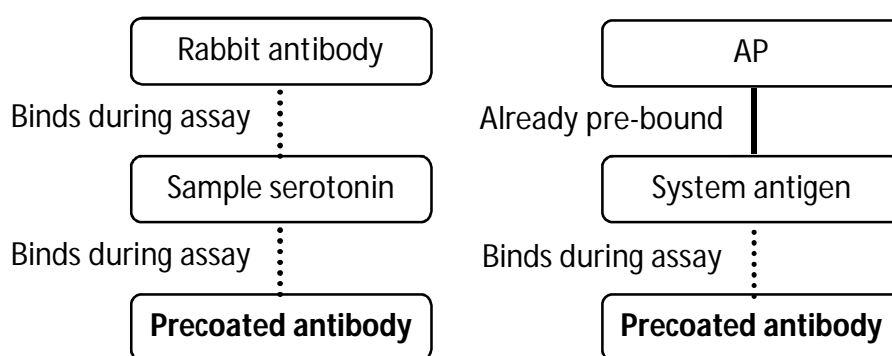 Rabbit antibody
Binds during assay
Sample serotonin
Binds during assay
Precoated antibody
AP
Already pre-bound
System antigen
Binds during assay
Precoated antibody